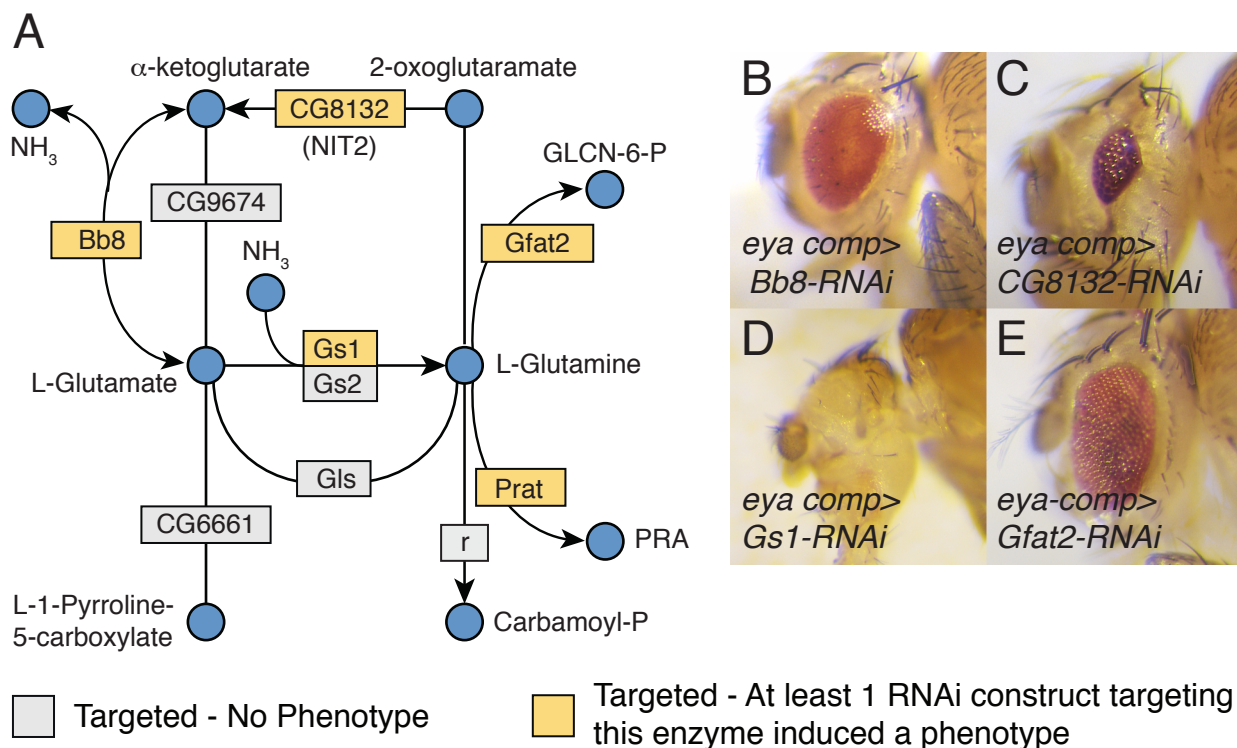 A
α-ketoglutarate
2-oxoglutaramate
NH3
CG8132
(NIT2)
GLCN-6-P
CG9674
Bb8
Gfat2
NH3
Gs1
Gs2
L-Glutamate
L-Glutamine
Gls
Prat
CG6661
r
PRA
L-1-Pyrroline-
5-carboxylate
Carbamoyl-P
B
eya comp>
Bb8-RNAi
C
eya comp>
CG8132-RNAi
D
eya comp>
Gs1-RNAi
E
eya-comp>
Gfat2-RNAi
Targeted - No Phenotype
Targeted - At least 1 RNAi construct targeting
this enzyme induced a phenotype